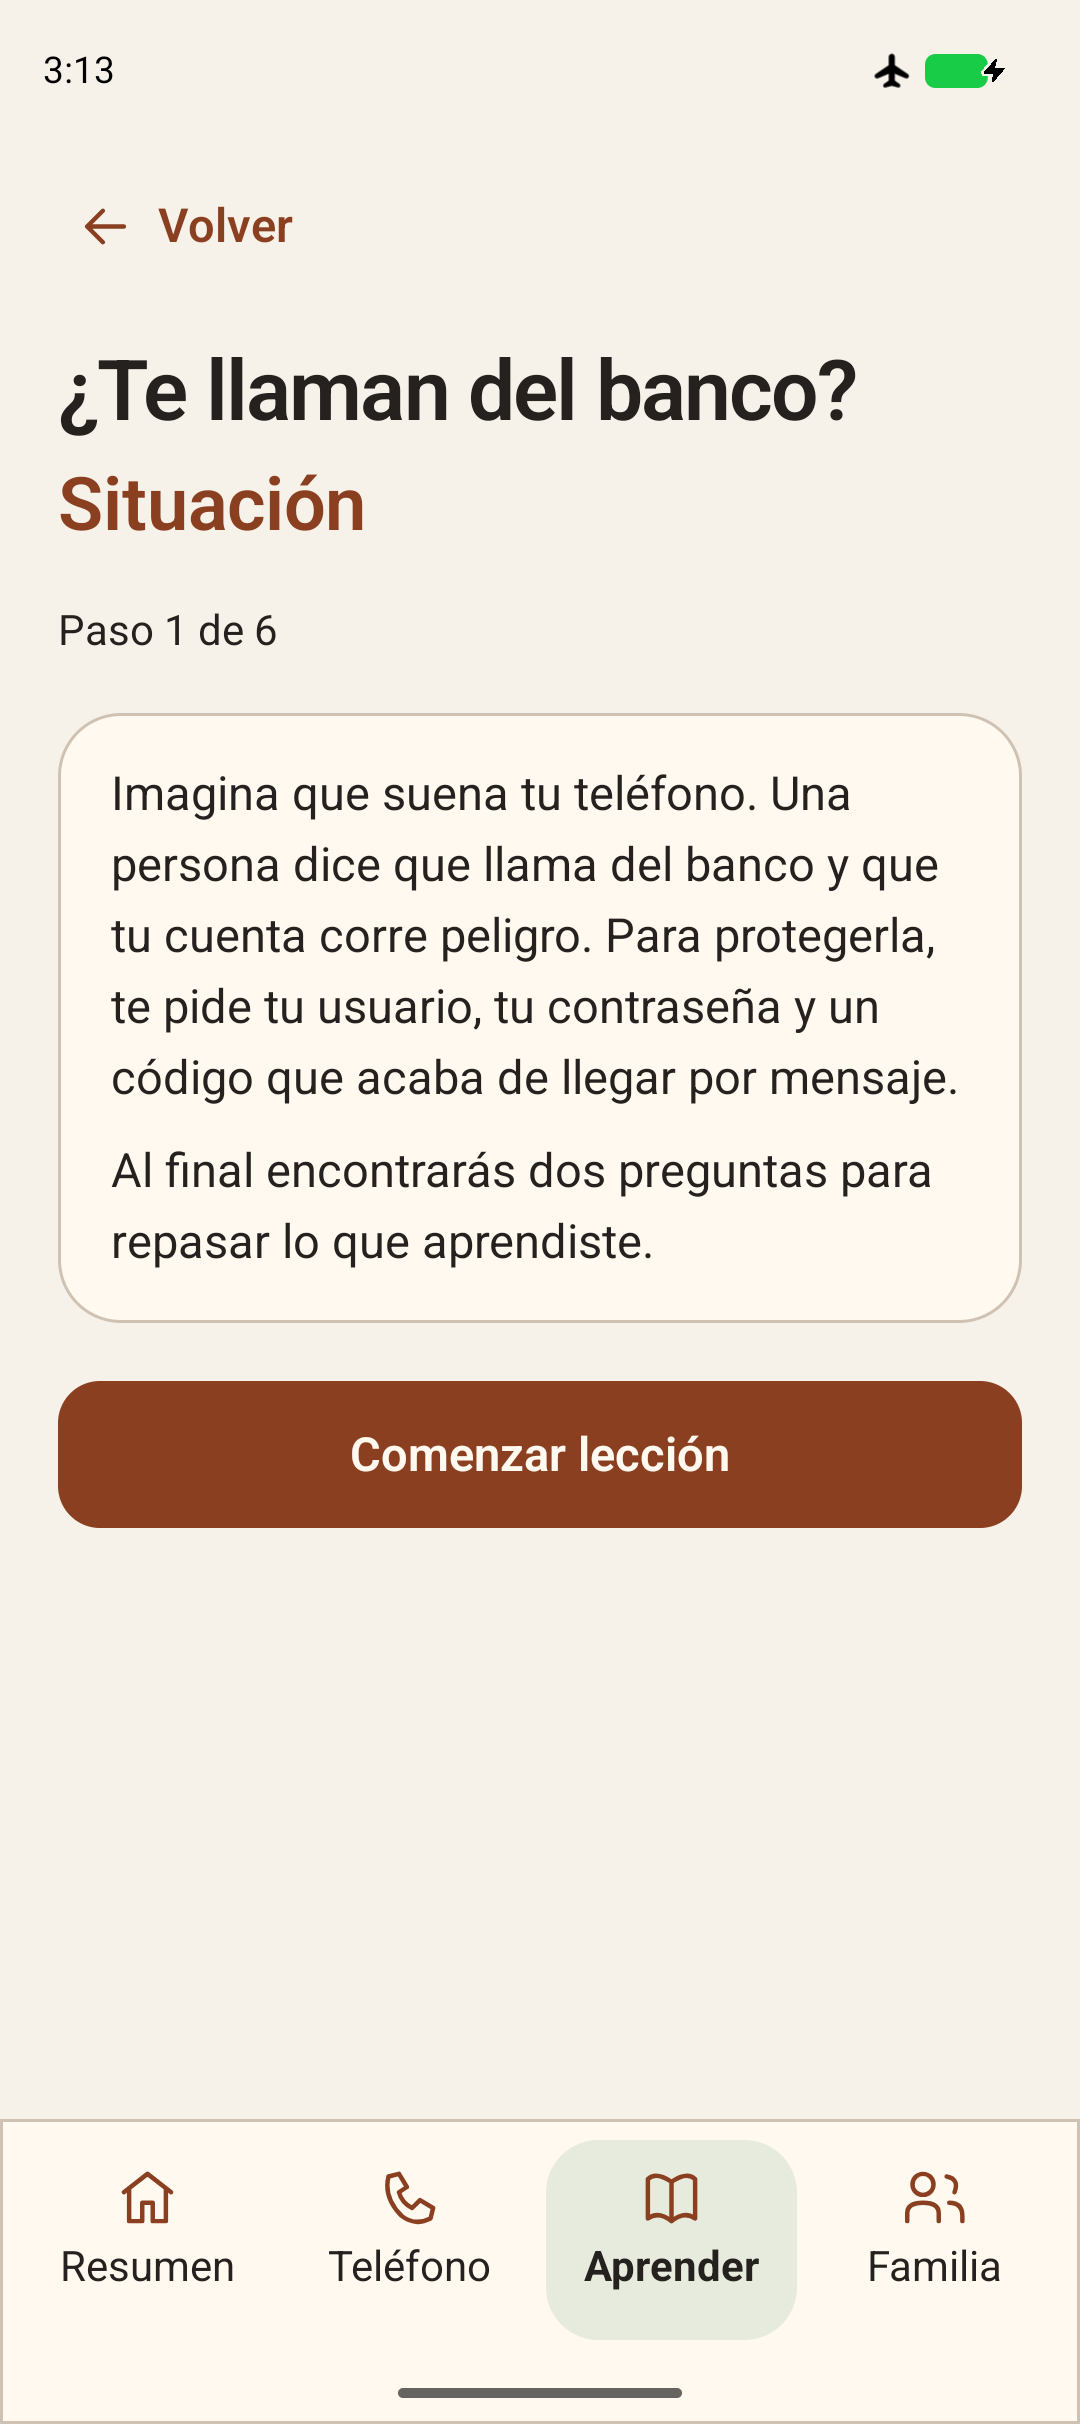 3:13
Volver
¿Te llaman del banco?
Situación
Paso 1 de 6
Imagina que suena tu teléfono. Una
persona dice que llama del banco y que
tu cuenta corre peligro. Para protegerla,
te pide tu usuario, tu contraseña y un
código que acaba de llegar por mensaje.
Al final encontrarás dos preguntas para
repasar lo que aprendiste.
Comenzar lección
Resumen
Teléfono
Aprender
Familia